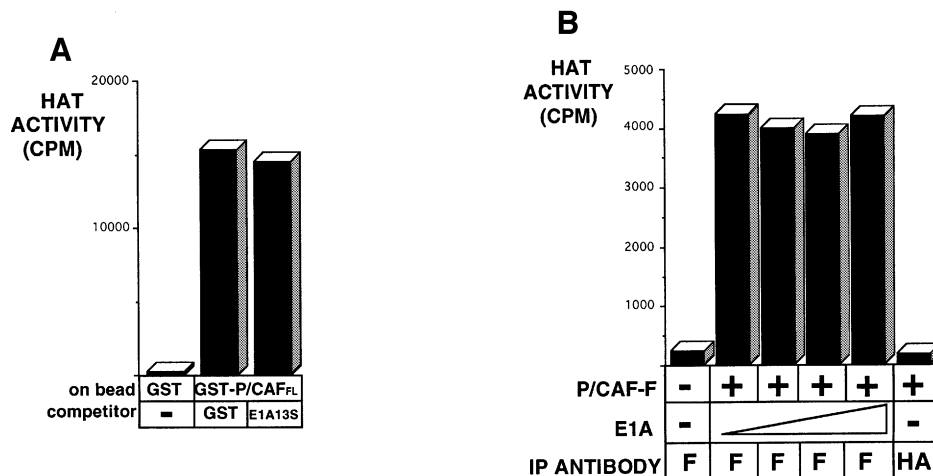 A
HAT
ACTIVITY
(CPM)
20000
10000
on bead GST GST-P/CAFFL
competitor - GST E1A13S
B
HAT
ACTIVITY
(CPM)
5000
4000
3000
2000
1000
P/CAF-F - + + + + +
E1A - -
IP ANTIBODY F F F F F HA